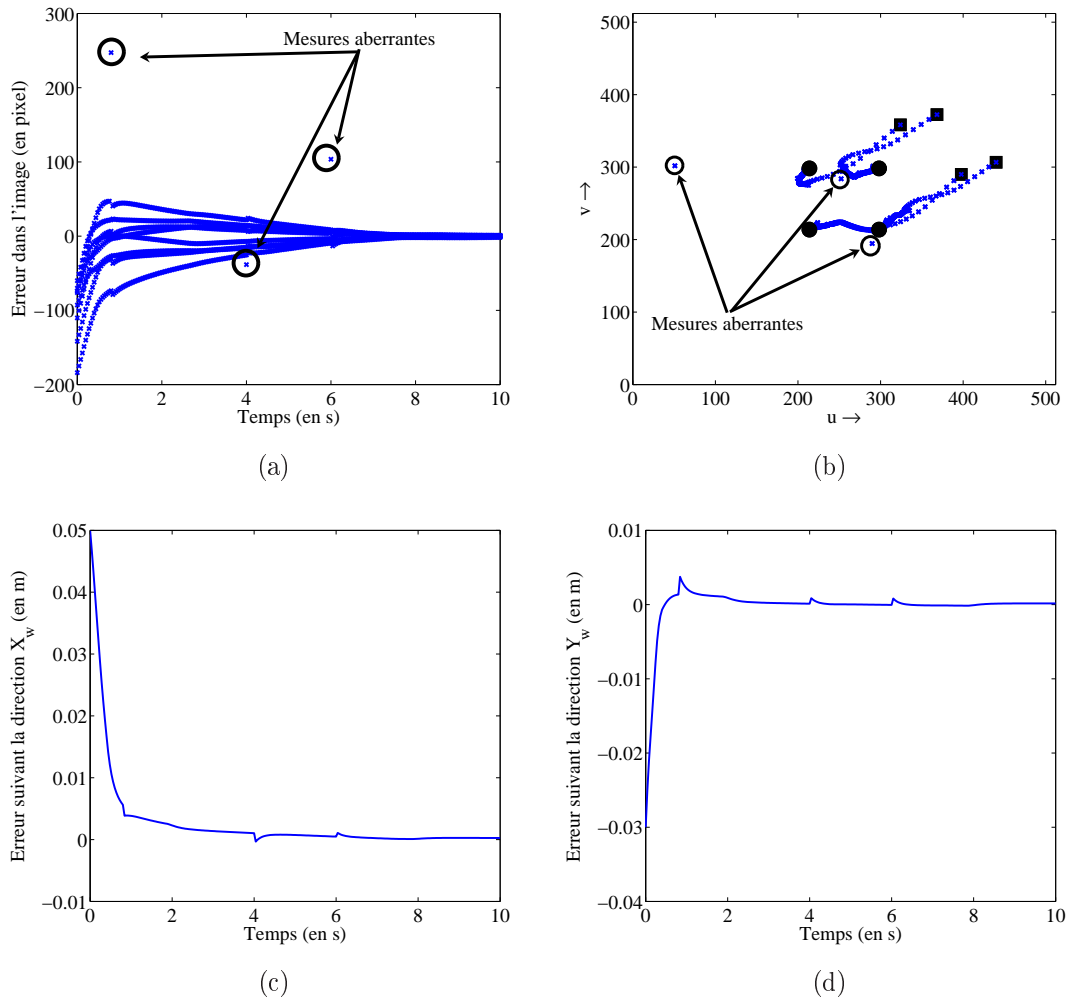 300
200
100
0
−100
−200
Erreur dans l'image (en pixel)
Mesures aberrantes
0 2 4 6 8 10
Temps (en s)
(a)
500
400
300
200
100
0
v →
Mesures aberrantes
0 100 200 300 400 500
u →
(b)
0.05
0.04
0.03
0.02
0.01
0
−0.01
Erreur suivant la direction X_w (en m)
0 2 4 6 8 10
Temps (en s)
(c)
0.01
0
−0.01
−0.02
−0.03
−0.04
Erreur suivant la direction Y_w (en m)
0 2 4 6 8 10
Temps (en s)
(d)